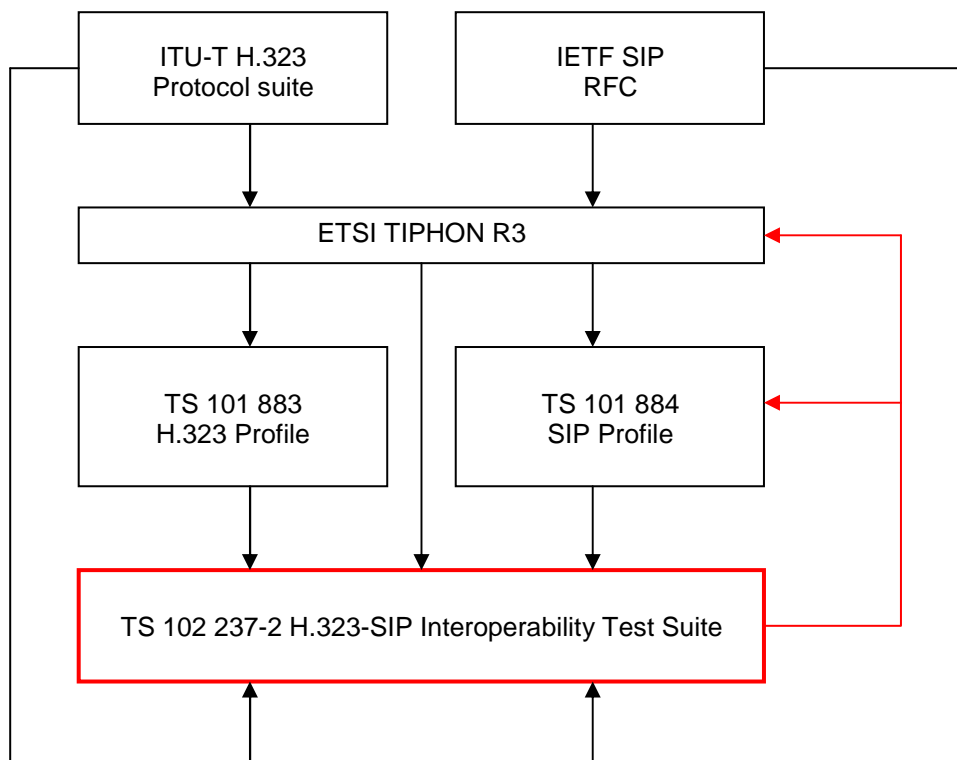 ITU-T H.323
Protocol suite
IETF SIP
RFC
ETSI TIPHON R3
TS 101 883
H.323 Profile
TS 101 884
SIP Profile
TS 102 237-2 H.323-SIP Interoperability Test Suite